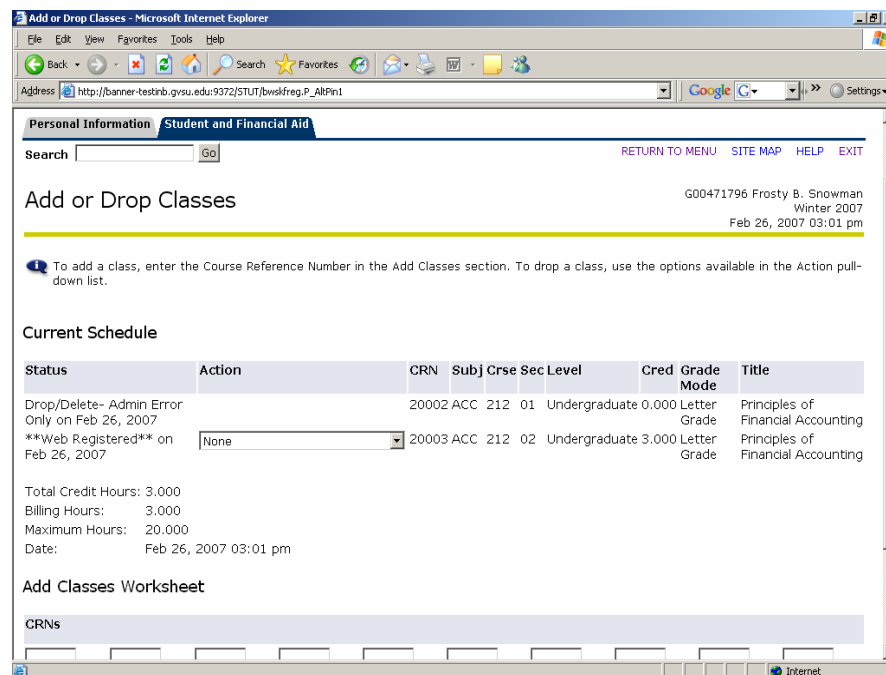 Add or Drop Classes - Microsoft Internet Explorer
File Edit View Favorites Tools Help
Back Search Favorites
Address http://banner-testinb.gvsu.edu:9372/STUT/bwskfreg.P_AltPin1 Google G Settings
Personal Information Student and Financial Aid
Search Go RETURN TO MENU SITE MAP HELP EXIT
Add or Drop Classes
G00471796 Frosty B. Snowman
Winter 2007
Feb 26, 2007 03:01 pm
To add a class, enter the Course Reference Number in the Add Classes section. To drop a class, use the options available in the Action pull-
down list.
Current Schedule
Status Action CRN Subj Crse Sec Level Cred Grade Mode Title
Drop/Delete- Admin Error 20002 ACC 212 01 Undergraduate 0.000 Letter Principles of
Only on Feb 26, 2007 Grade Financial Accounting
**Web Registered** on None 20003 ACC 212 02 Undergraduate 3.000 Letter Principles of
Feb 26, 2007 Grade Financial Accounting
Total Credit Hours: 3.000
Billing Hours: 3.000
Maximum Hours: 20.000
Date: Feb 26, 2007 03:01 pm
Add Classes Worksheet
CRNs
Internet